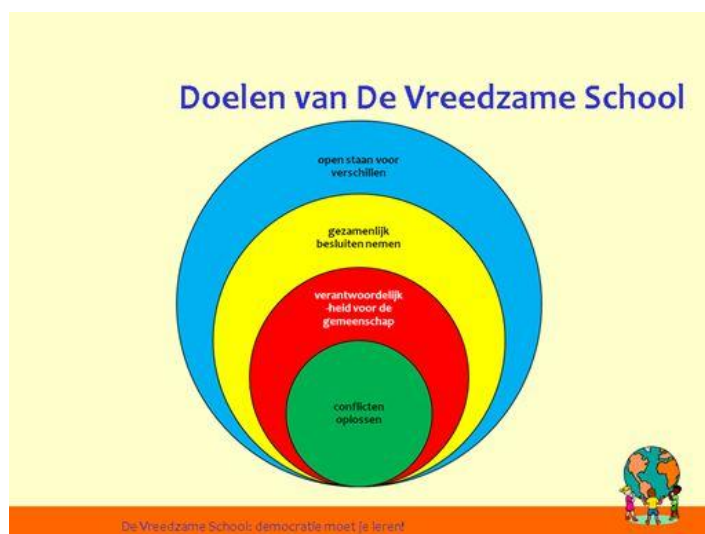 Doelen van De Vreedzame School
open staan voor
verschillen
gezamenlijk
besluiten nemen
verantwoordelijk
-heid voor de
gemeenschap
conflicten
oplossen
De Vreedzame School: democratie moet je leren!